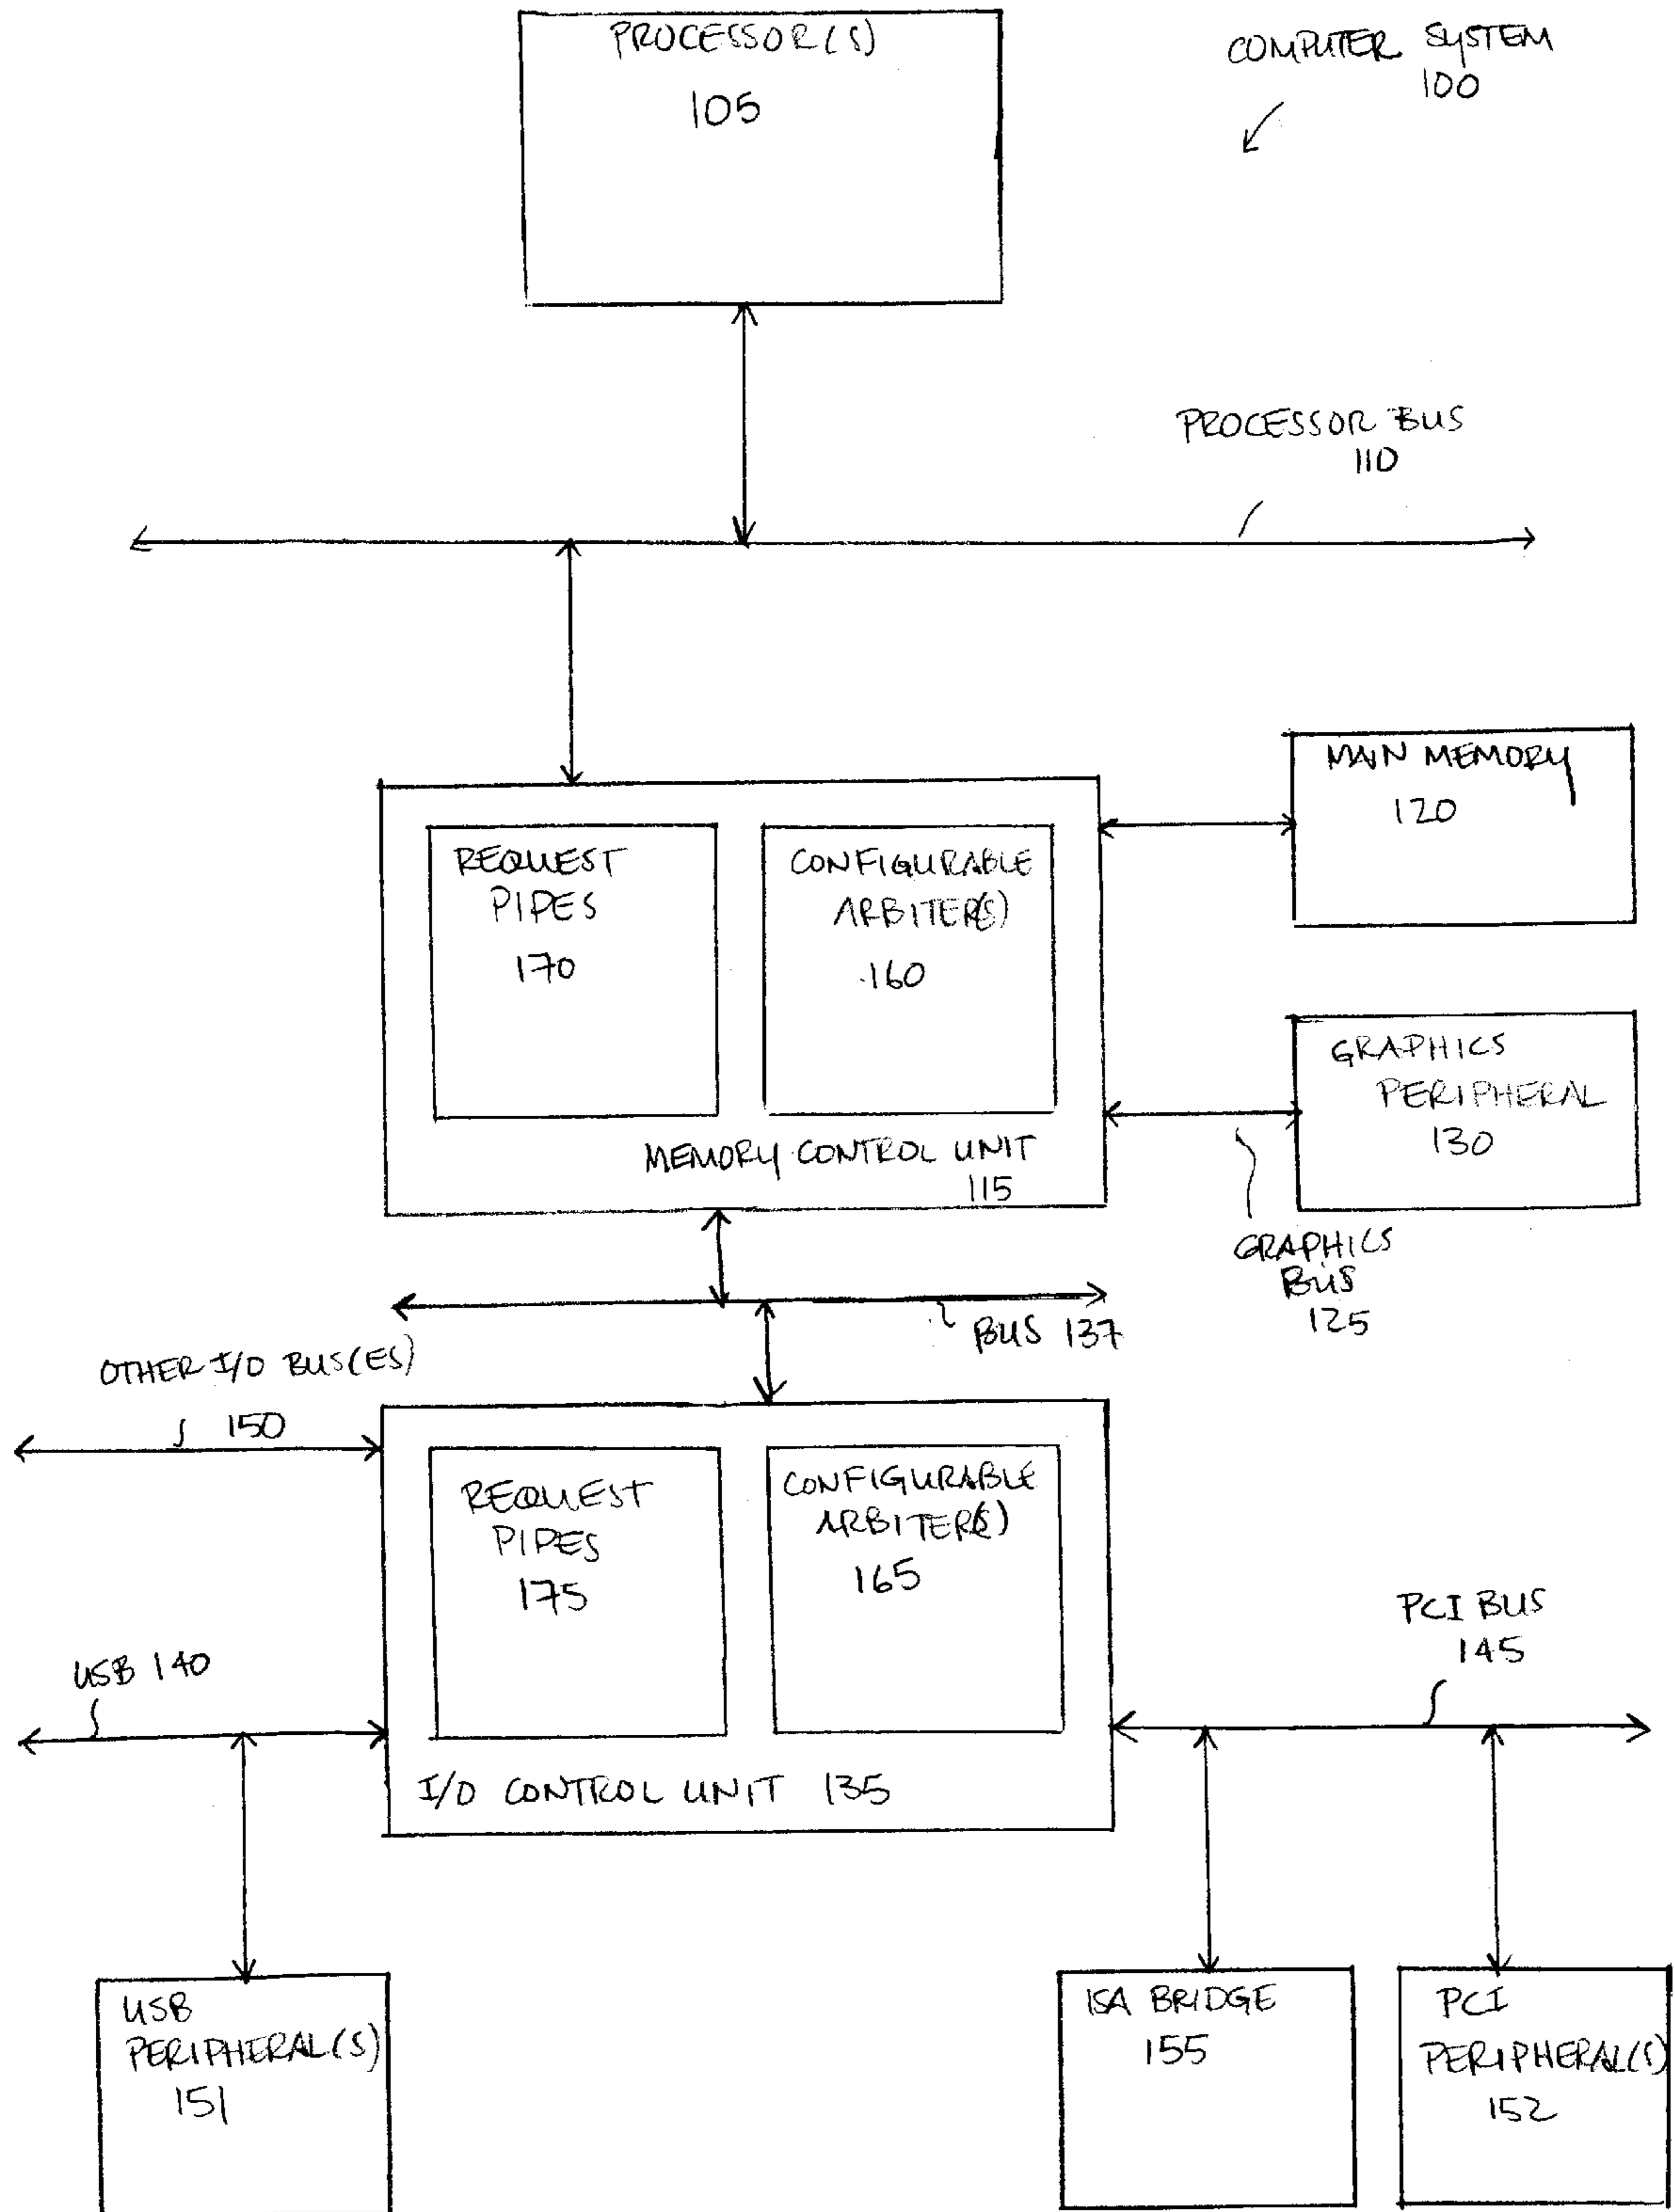 PROCESSOR(S)
105
COMPUTER SYSTEM
100
PROCESSOR BUS
110
MAIN MEMORY
120
REQUEST
PIPES
170
CONFIGURABLE
ARBITER(S)
160
MEMORY CONTROL UNIT
115
GRAPHICS
PERIPHERAL
130
GRAPHICS
BUS
125
BUS 137
OTHER I/O BUS(ES)
150
REQUEST
PIPES
175
CONFIGURABLE
ARBITER(S)
165
I/O CONTROL UNIT 135
USB 140
PCI BUS
145
USB
PERIPHERAL(S)
151
ISA BRIDGE
155
PCI
PERIPHERAL(S)
152